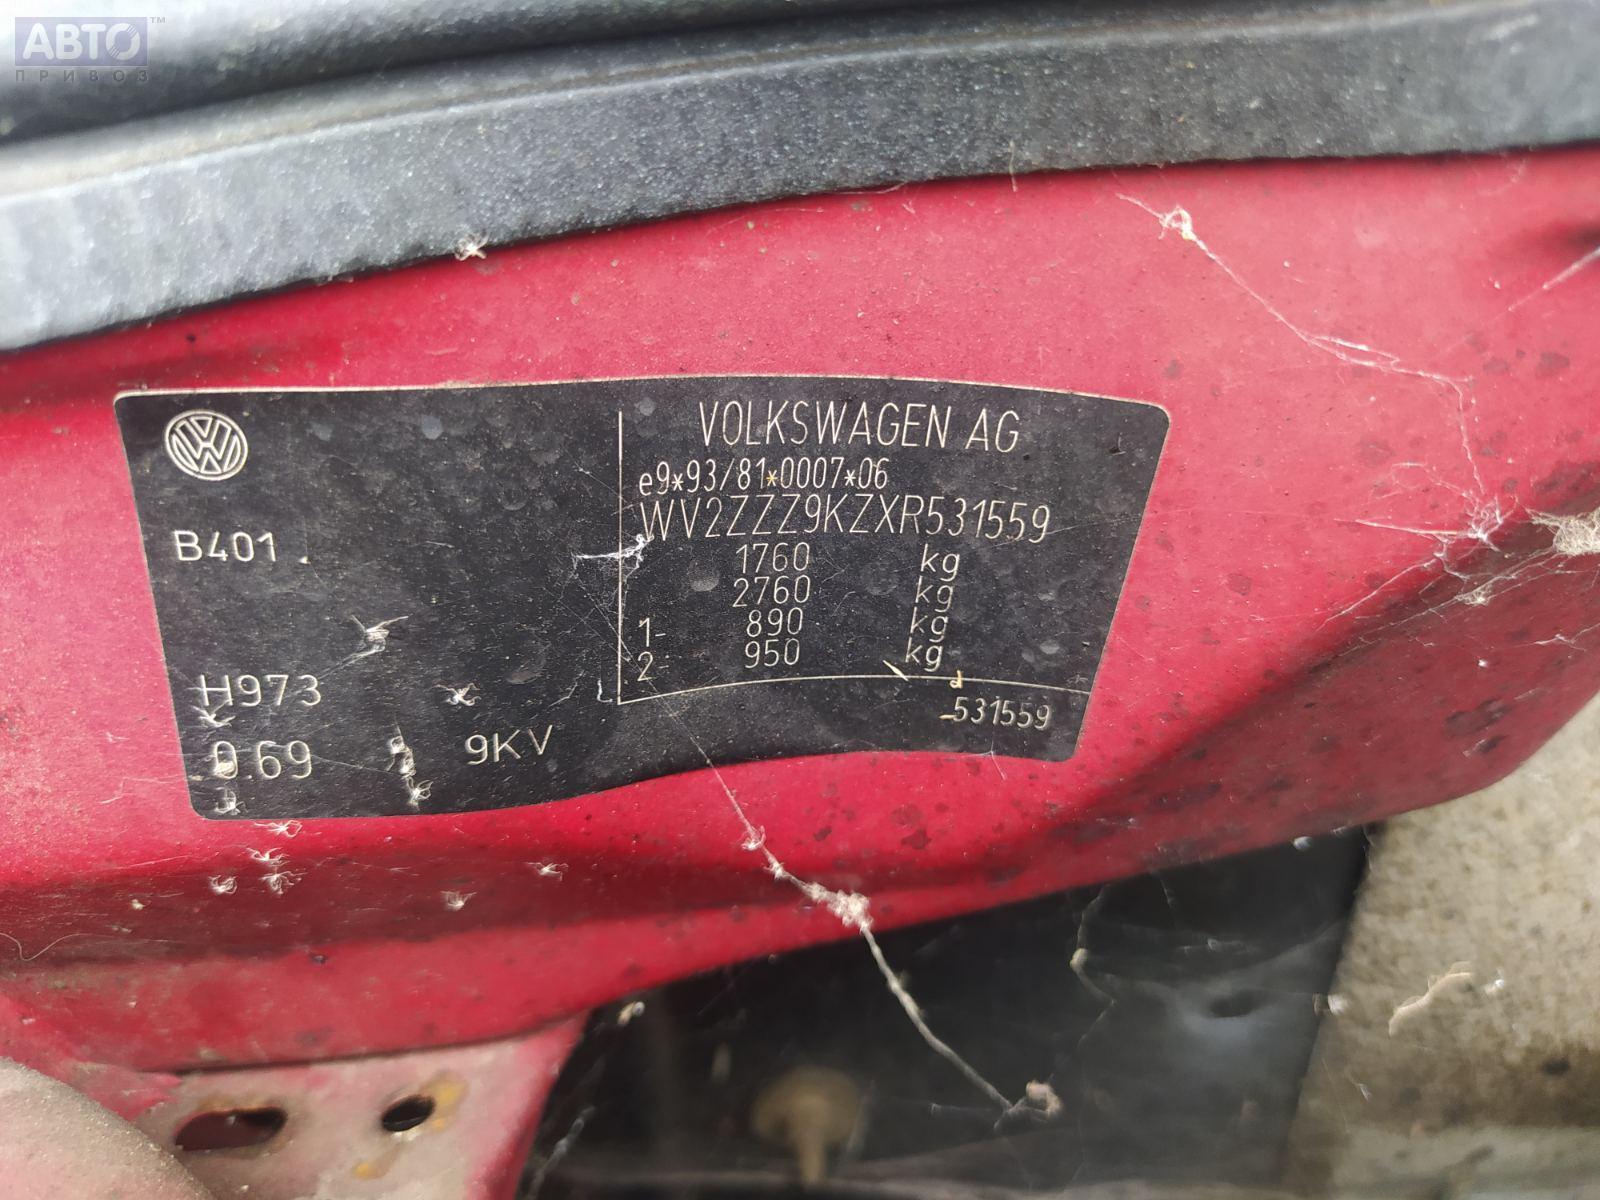 АВТО™
ПРИВОЗ
VOLKSWAGEN AG
e9*93/81*0007*06
WV2ZZZ9KZXR531559
B401
1760 kg
2760 kg
1- 890 kg
2- 950 kg
H973
531559
0.69 9KV